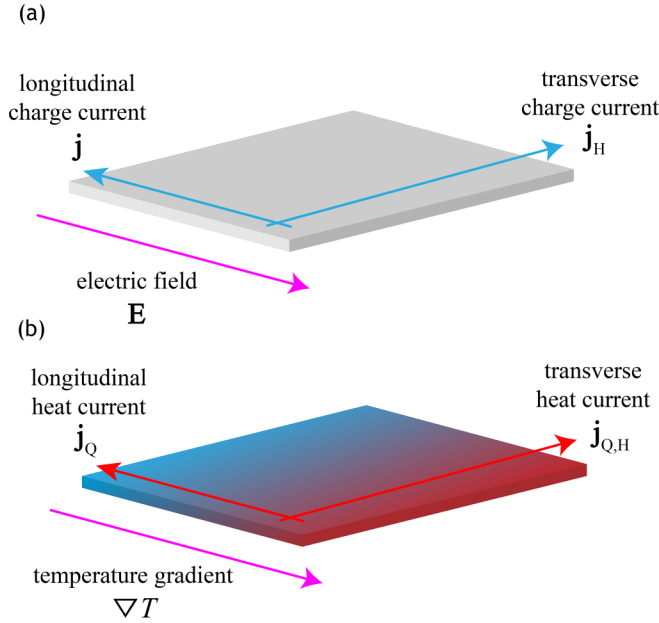 (a)
longitudinal
charge current
j
transverse
charge current
j_H
electric field
E
(b)
longitudinal
heat current
j_Q
transverse
heat current
j_Q,H
temperature gradient
∇T